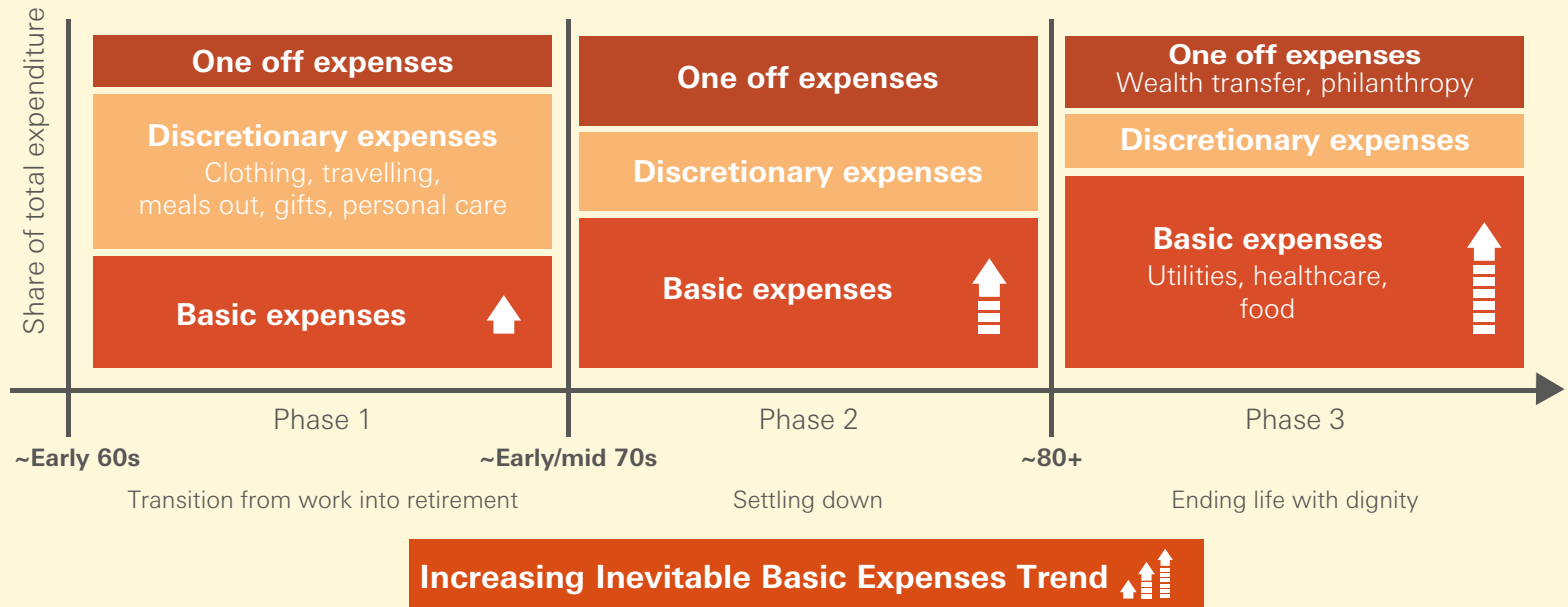 Share of total expenditure
One off expenses
Discretionary expenses
Clothing, travelling,
meals out, gifts, personal care
Basic expenses
One off expenses
Discretionary expenses
Basic expenses
One off expenses
Wealth transfer, philanthropy
Discretionary expenses
Basic expenses
Utilities, healthcare,
food
Phase 1
Phase 2
Phase 3
~Early 60s
~Early/mid 70s
~80+
Transition from work into retirement
Settling down
Ending life with dignity
Increasing Inevitable Basic Expenses Trend